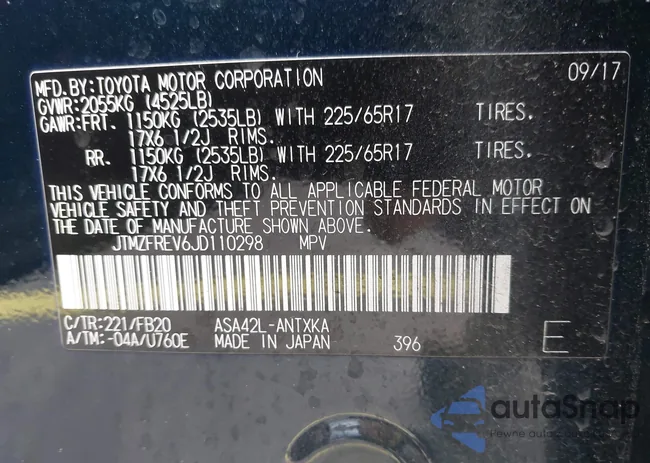 MFD. BY: TOYOTA MOTOR CORPORATION 09/17
GVWR: 2055KG (4525LB)
GAWR: FRT. 1150KG (2535LB) WITH 225/65R17 TIRES.
17X6 1/2J RIMS.
RR. 1150KG (2535LB) WITH 225/65R17 TIRES.
17X6 1/2J RIMS.
THIS VEHICLE CONFORMS TO ALL APPLICABLE FEDERAL MOTOR
VEHICLE SAFETY AND THEFT PREVENTION STANDARDS IN EFFECT ON
THE DATE OF MANUFACTURE SHOWN ABOVE.
JTMZFREV6JD110298 MPV
C/TR: 221/FB20 ASA42L-ANTXKA
A/TM: -04A/U760E MADE IN JAPAN 396 E
autoSnap
Pewne auto